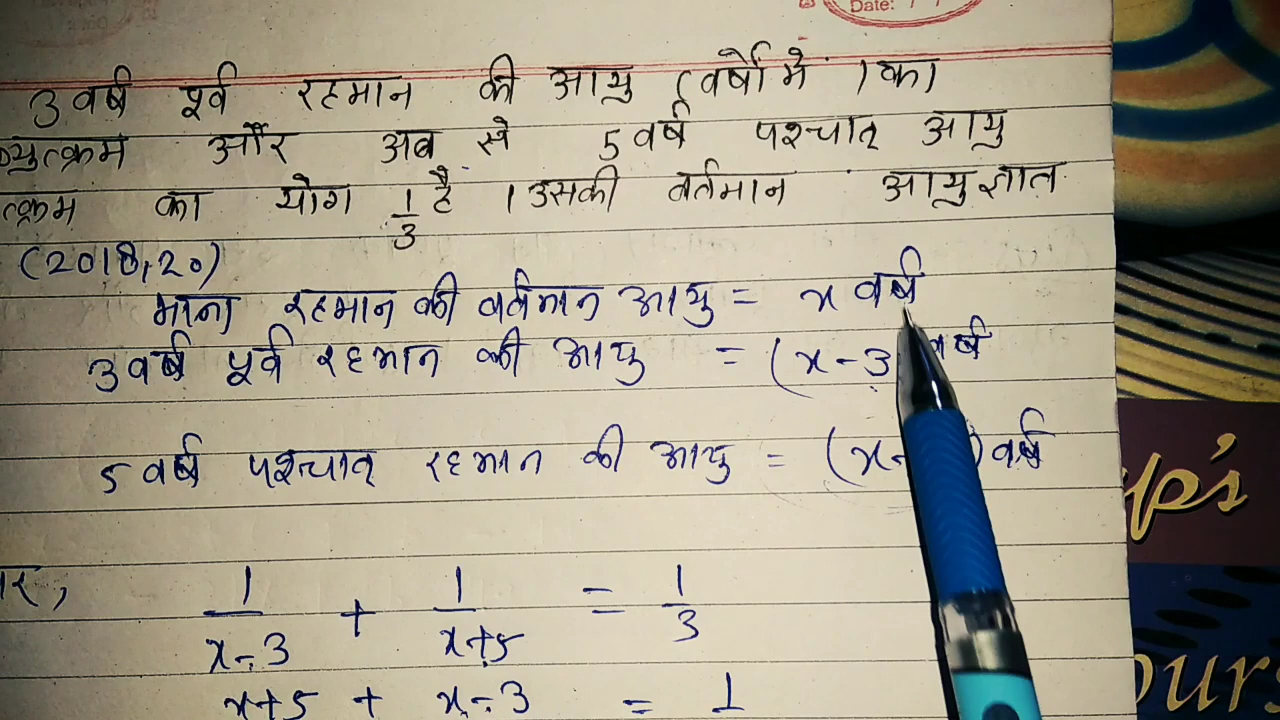 Date:
3 वर्ष पूर्व रहमान की आयु (वर्षों में) का
व्युत्क्रम और अब से 5 वर्ष पश्चात् आयु
त्क्रम का योग 1/3 है । उसकी वर्तमान आयु ज्ञात
(2018,20)
माना रहमान की वर्तमान आयु = x वर्ष
3 वर्ष पूर्व रहमान की आयु = (x-3) वर्ष
5 वर्ष पश्चात् रहमान की आयु = (x )वर्ष
ार, 1/x-3 + 1/x+5 = 1/3
x+5 + x-3 = 1
p's
ours